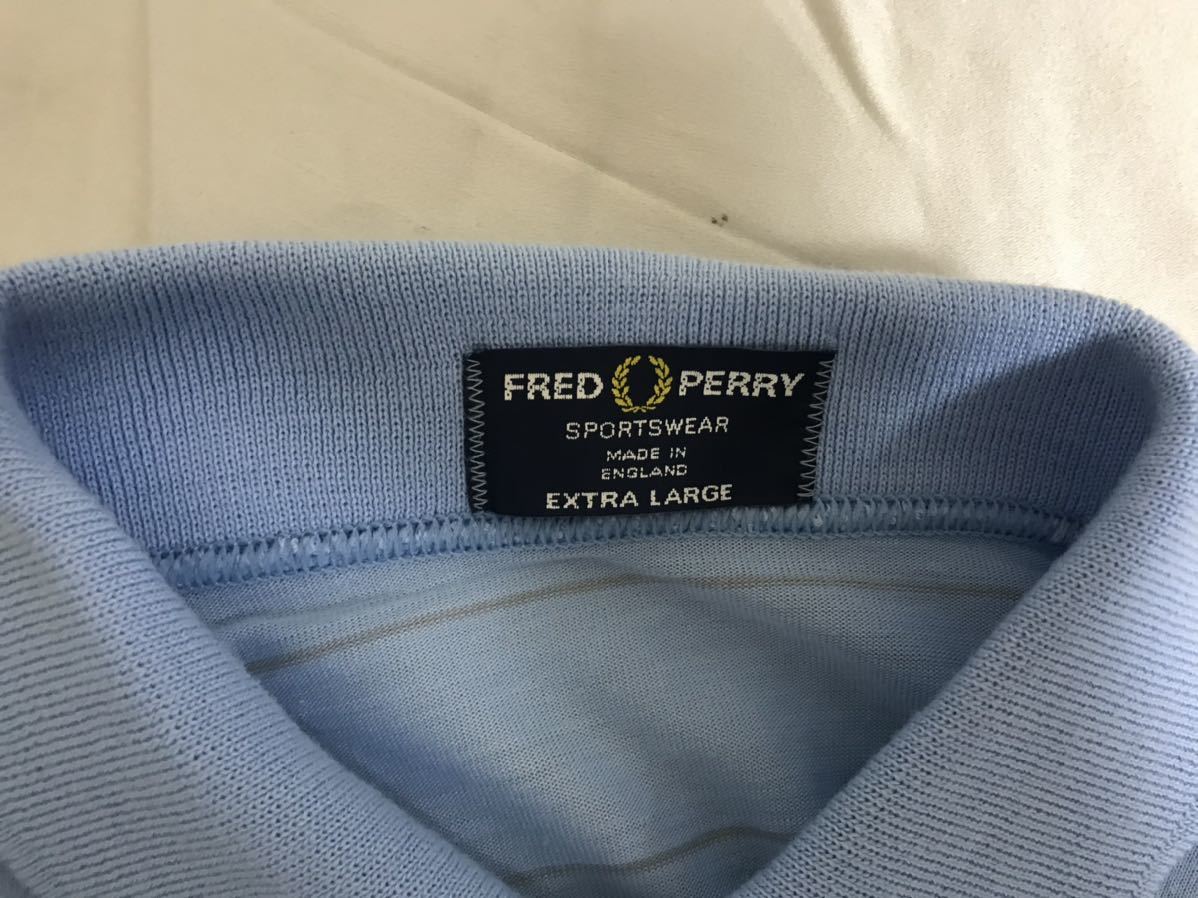 FRED PERRY
SPORTSWEAR
MADE IN
ENGLAND
EXTRA LARGE